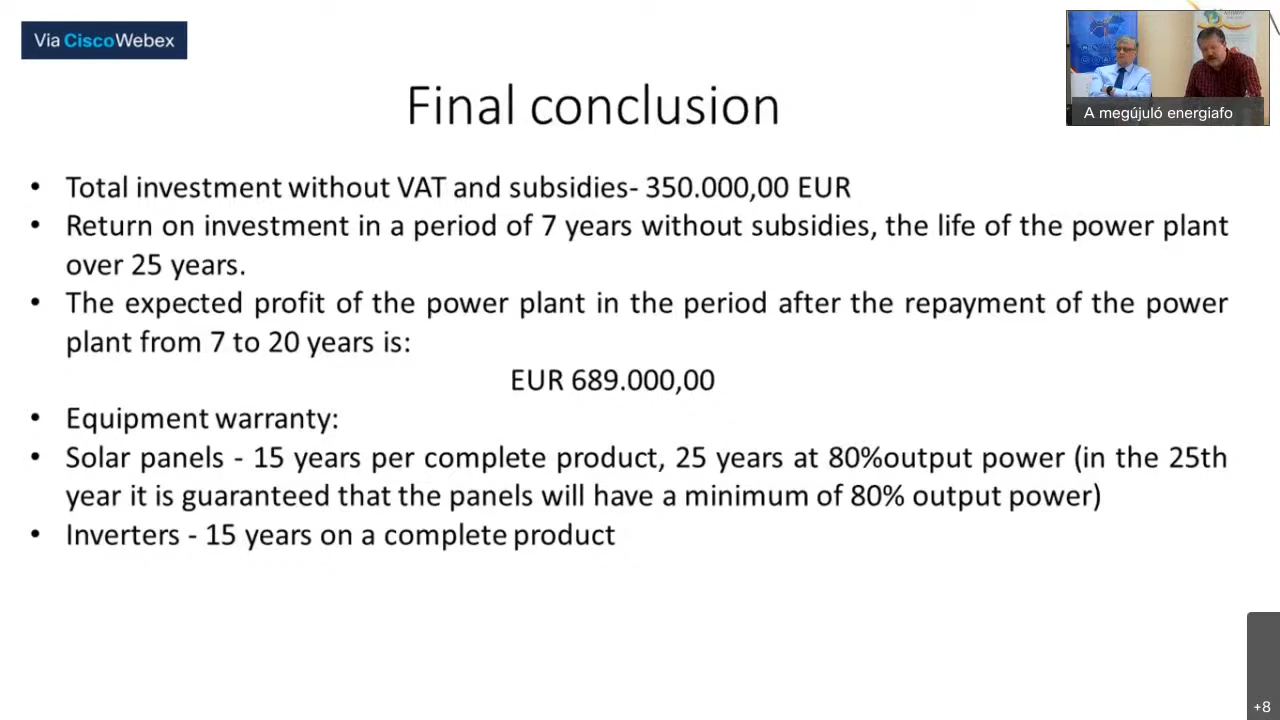 Via CiscoWebex
A megújuló energiafo
Final conclusion
• Total investment without VAT and subsidies- 350.000,00 EUR
• Return on investment in a period of 7 years without subsidies, the life of the power plant
over 25 years.
• The expected profit of the power plant in the period after the repayment of the power
plant from 7 to 20 years is:
EUR 689.000,00
• Equipment warranty:
• Solar panels - 15 years per complete product, 25 years at 80%output power (in the 25th
year it is guaranteed that the panels will have a minimum of 80% output power)
• Inverters - 15 years on a complete product
+8